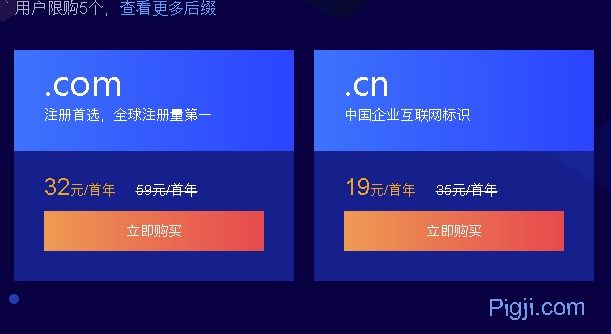 用户限购5个，查看更多后缀
.com
注册首选，全球注册量第一
32元/首年 59元/首年
立即购买
.cn
中国企业互联网标识
19元/首年 35元/首年
立即购买
Pigji.com